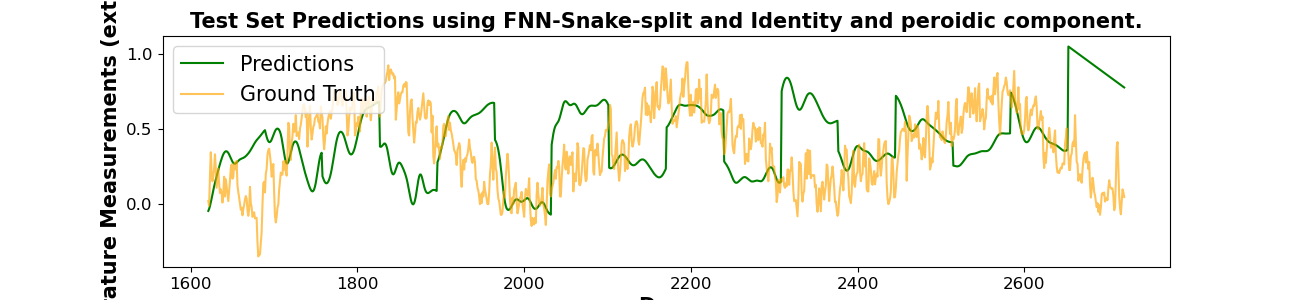 Test Set Predictions using FNN-Snake-split and Identity and peroidic component.
Predictions
Ground Truth
1.0
0.5
0.0
Measurements (ext
1600
1800
2000
2200
2400
2600